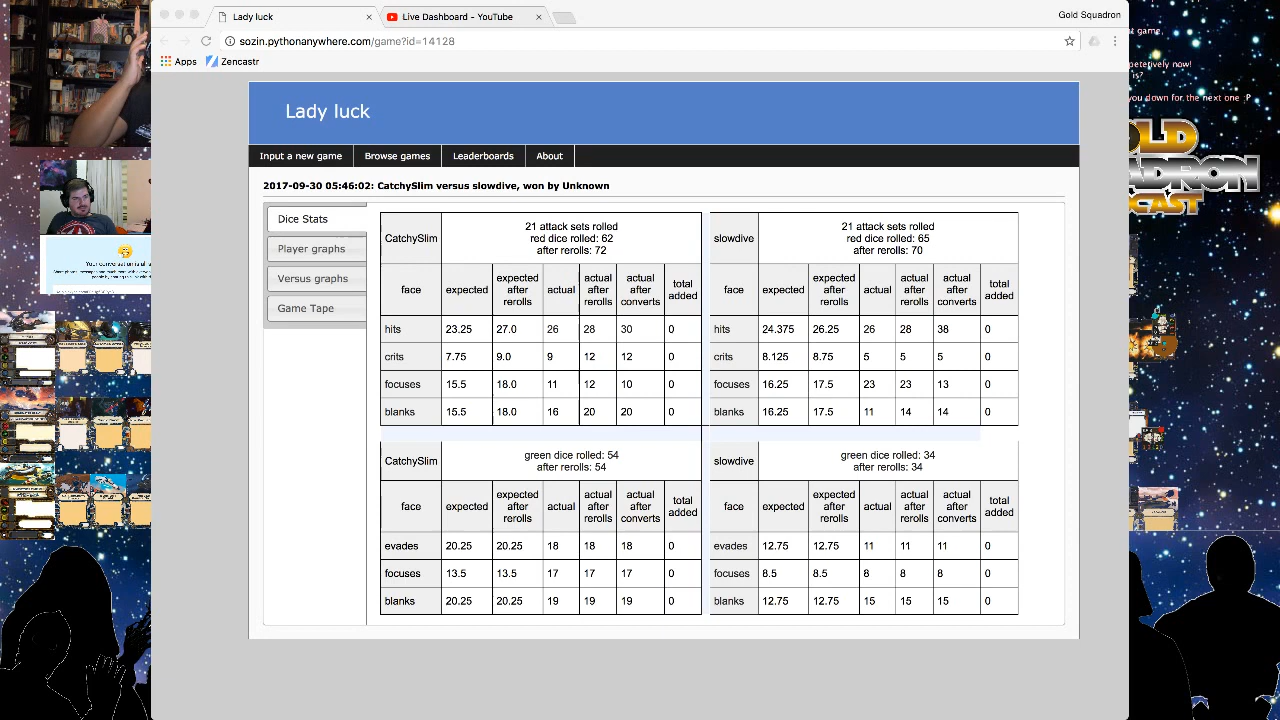 Lady luck
Live Dashboard - YouTube
Gold Squadron
sozin.pythonanywhere.com/game?id=14128
Apps
Zencastr
Lady luck
Input a new game
Browse games
Leaderboards
About
2017-09-30 05:46:02: CatchySlim versus slowdive, won by Unknown
Dice Stats
Player graphs
Versus graphs
Game Tape
CatchySlim
21 attack sets rolled
red dice rolled: 62
after rerolls: 72
face expected expected after rerolls actual actual after rerolls actual after converts total added
hits 23.25 27.0 26 28 30 0
crits 7.75 9.0 9 12 12 0
focuses 15.5 18.0 11 12 10 0
blanks 15.5 18.0 16 20 20 0
slowdive
21 attack sets rolled
red dice rolled: 65
after rerolls: 70
face expected expected after rerolls actual actual after rerolls actual after converts total added
hits 24.375 26.25 26 28 38 0
crits 8.125 8.75 5 5 5 0
focuses 16.25 17.5 23 23 13 0
blanks 16.25 17.5 11 14 14 0
CatchySlim
green dice rolled: 54
after rerolls: 54
face expected expected after rerolls actual actual after rerolls actual after converts total added
evades 20.25 20.25 18 18 18 0
focuses 13.5 13.5 17 17 17 0
blanks 20.25 20.25 19 19 19 0
slowdive
green dice rolled: 34
after rerolls: 34
face expected expected after rerolls actual actual after rerolls actual after converts total added
evades 12.75 12.75 11 11 11 0
focuses 8.5 8.5 8 8 8 0
blanks 12.75 12.75 15 15 15 0
game.
now!
is?
you down for the next one :P